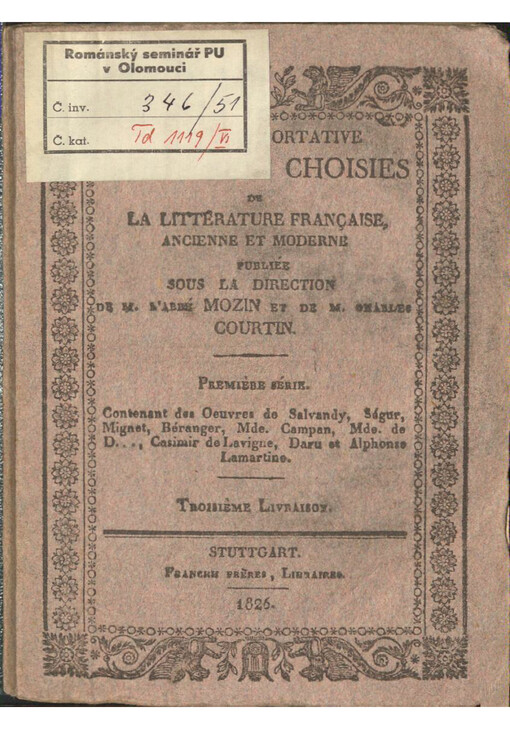 Románský seminář PU
v Olomouci
Č. inv. 346/51
Č. kat. Td 1119/VI
ORTATIVE
CHOISIES
DE
LA LITTÉRATURE FRANÇAISE,
ANCIENNE ET MODERNE
PUBLIÉE
SOUS LA DIRECTION
DE M. L'ABBÉ MOZIN ET DE M. CHARLES
COURTIN.
PREMIÈRE SÉRIE.
Contenant des Oeuvres de Salvandy, Ségur,
Mignet, Béranger, Mde. Campan, Mde. de
D..., Casimir de Lavigne, Daru et Alphonse
Lamartine.
TROISIÈME LIVRAISON.
STUTTGART.
FRANCKH FRÈRES, LIBRAIRES.
1825.